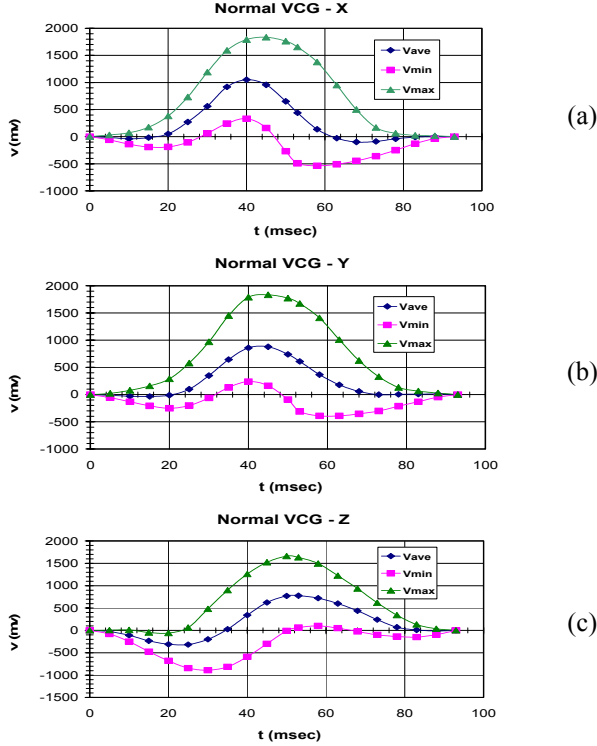 Normal VCG - X
2000
1500
1000
500
0
-500
-1000
v (mv)
Vave
Vmin
Vmax
0 20 40 60 80 100
t (msec)
(a)
Normal VCG - Y
2000
1500
1000
500
0
-500
-1000
v (mv)
Vave
Vmin
Vmax
0 20 40 60 80 100
t (msec)
(b)
Normal VCG - Z
2000
1500
1000
500
0
-500
-1000
-1500
v (mv)
Vave
Vmin
Vmax
0 20 40 60 80 100
t (msec)
(c)